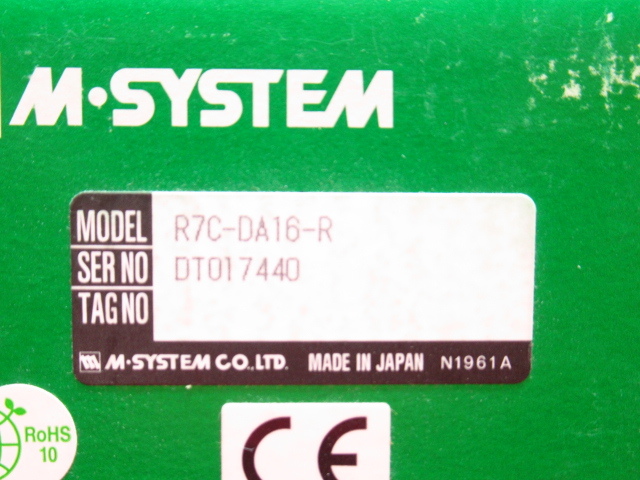 M·SYSTEM
MODEL R7C-DA16-R
SER NO DT017440
TAG NO
M·SYSTEM CO.,LTD. MADE IN JAPAN N1961A
RoHS
10
CE